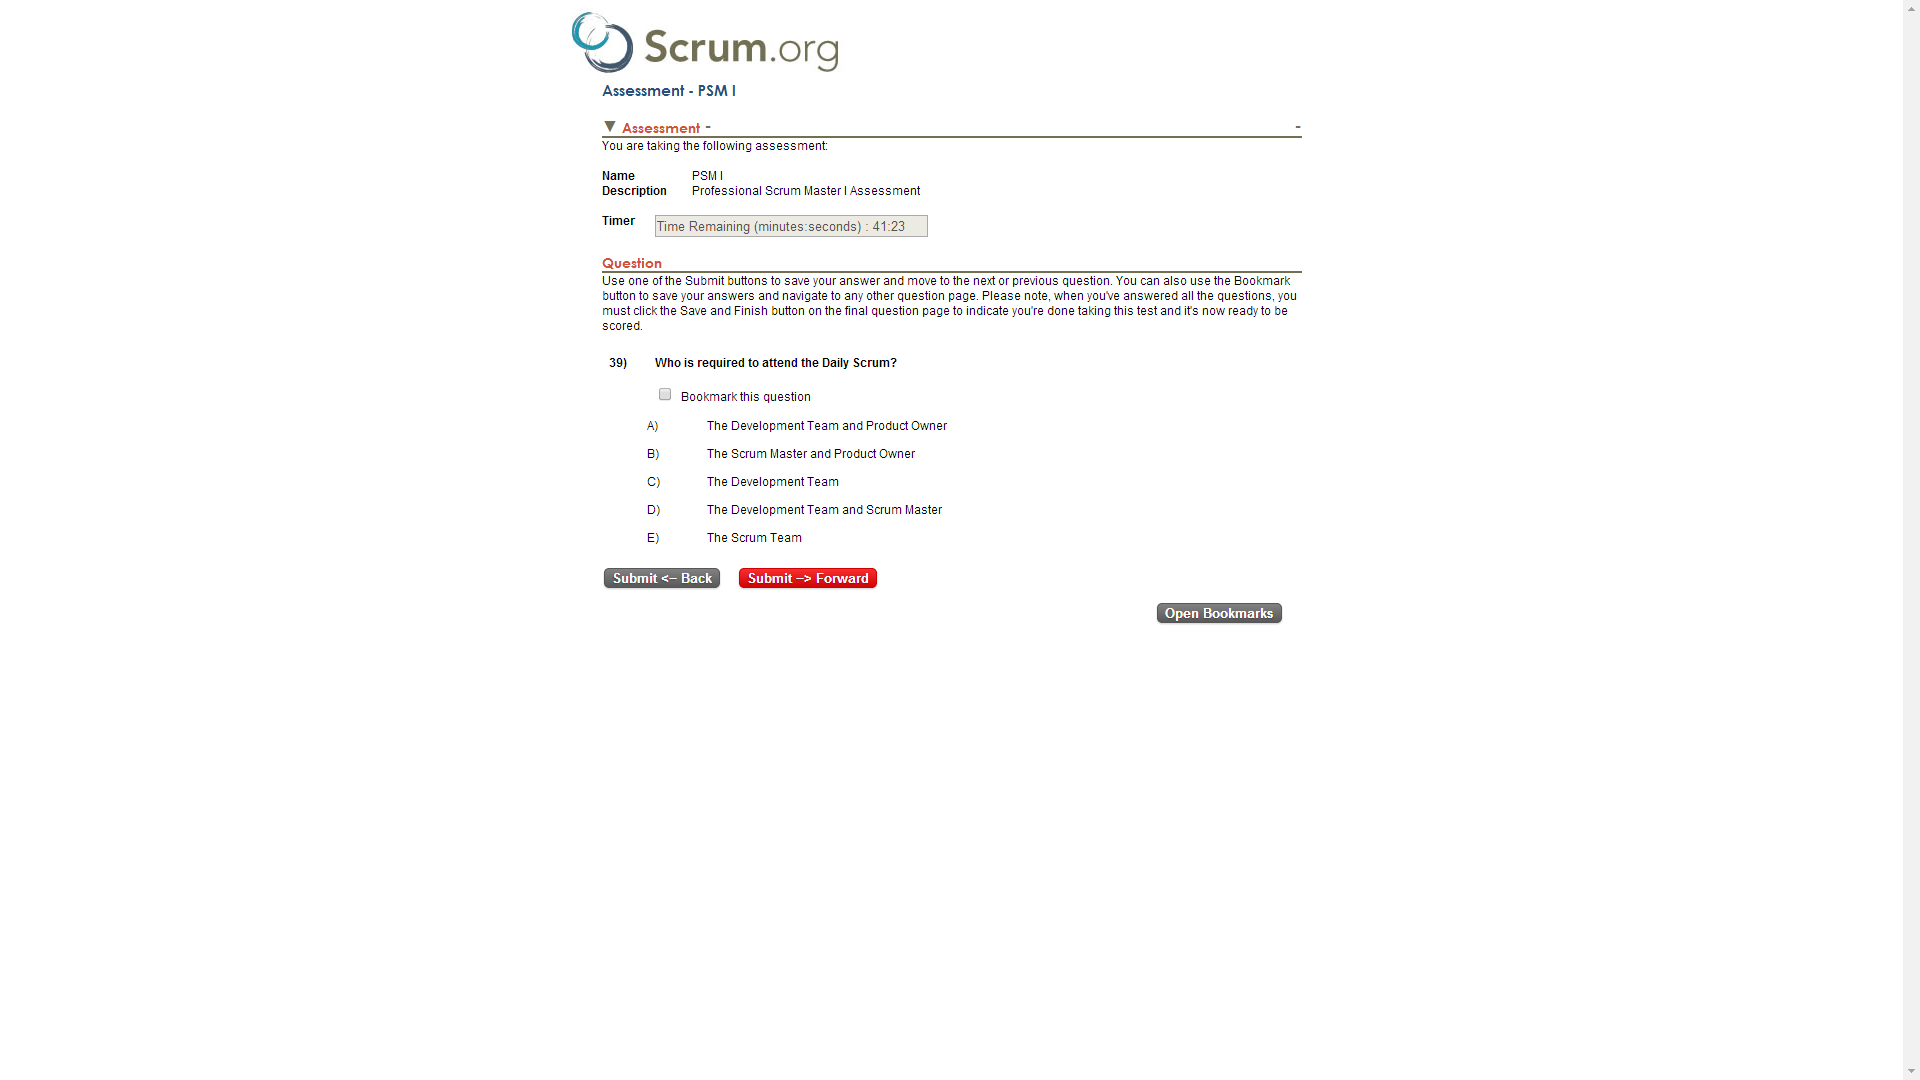 Scrum.org
Assessment - PSM I
▼ Assessment - -
You are taking the following assessment:
Name PSM I
Description Professional Scrum Master I Assessment
Timer Time Remaining (minutes:seconds) : 41:23
Question
Use one of the Submit buttons to save your answer and move to the next or previous question. You can also use the Bookmark
button to save your answers and navigate to any other question page. Please note, when you've answered all the questions, you
must click the Save and Finish button on the final question page to indicate you're done taking this test and it's now ready to be
scored.
39) Who is required to attend the Daily Scrum?
Bookmark this question
A) The Development Team and Product Owner
B) The Scrum Master and Product Owner
C) The Development Team
D) The Development Team and Scrum Master
E) The Scrum Team
Submit <-- Back Submit --> Forward
Open Bookmarks